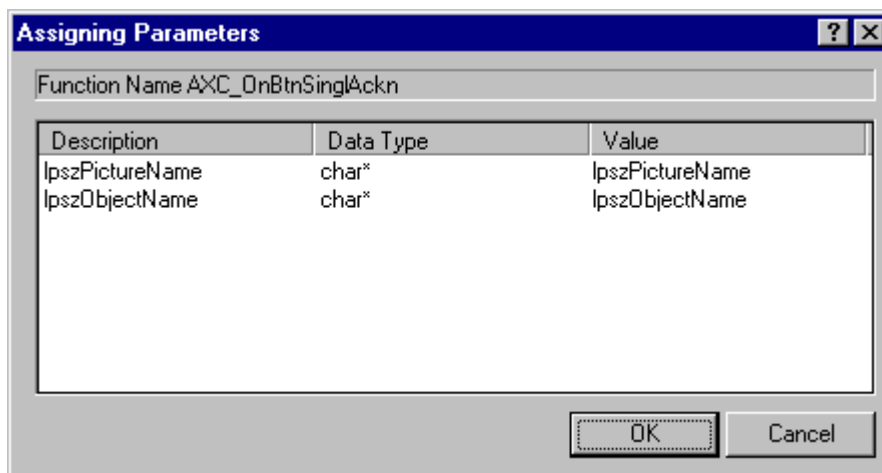 Assigning Parameters
Function Name AXC_OnBtnSinglAckn
Description Data Type Value
lpszPictureName char* lpszPictureName
lpszObjectName char* lpszObjectName
OK Cancel